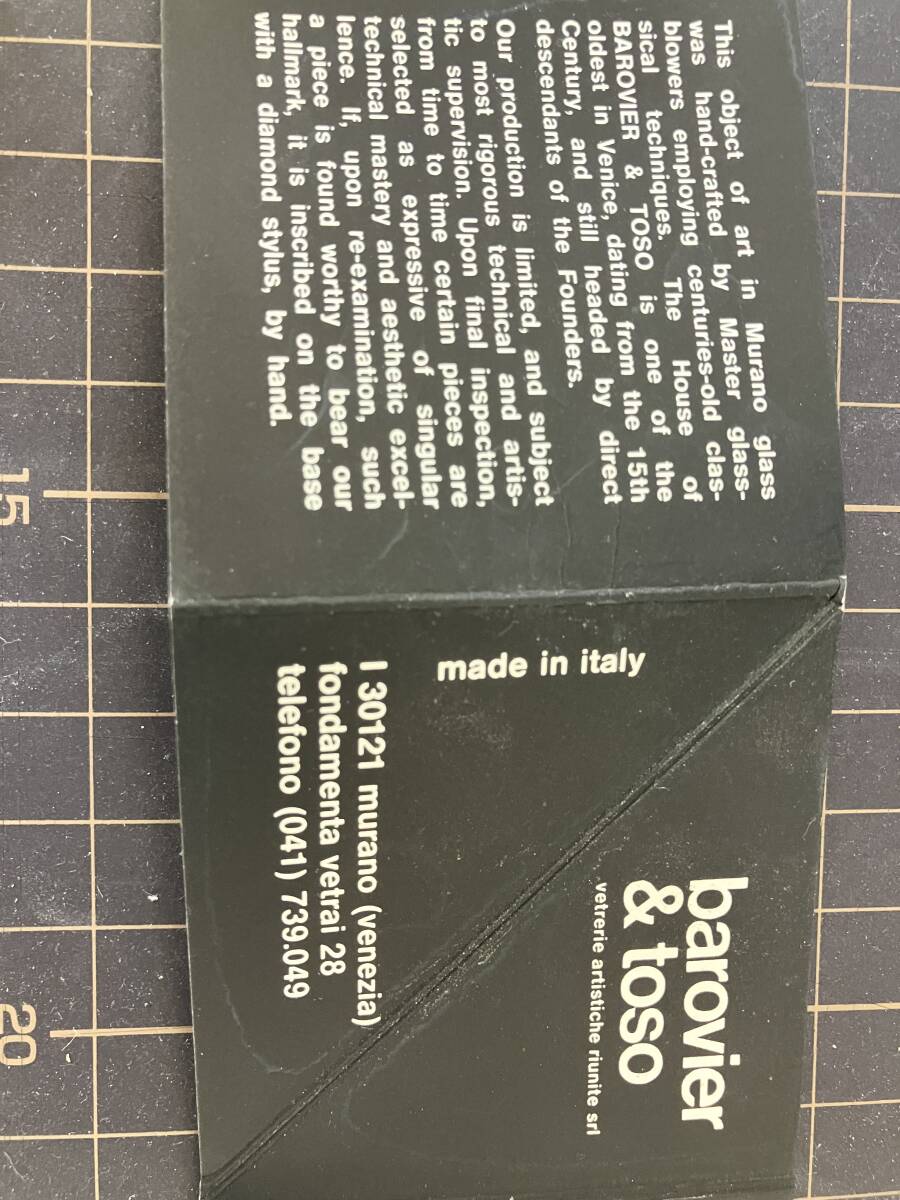 This object of art in Murano glass
was hand-crafted by Master glass-
blowers employing centuries-old clas-
sical techniques. The House of
BAROVIER & TOSO is one of the
oldest in Venice, dating from the 15th
Century, and still headed by direct
descendants of the Founders.
Our production is limited, and subject
to most rigorous technical and artis-
tic supervision. Upon final inspection,
from time to time certain pieces are
selected as expressive of singular
technical mastery and aesthetic excel-
lence. If, upon re-examination, such
a piece is found worthy to bear our
hallmark, it is inscribed on the base
with a diamond stylus, by hand.
made in italy
barovier
& toso
vetrerie artistiche riunite srl
I 30121 murano (venezia)
fondamenta vetrai 28
telefono (041) 739.049
15
20